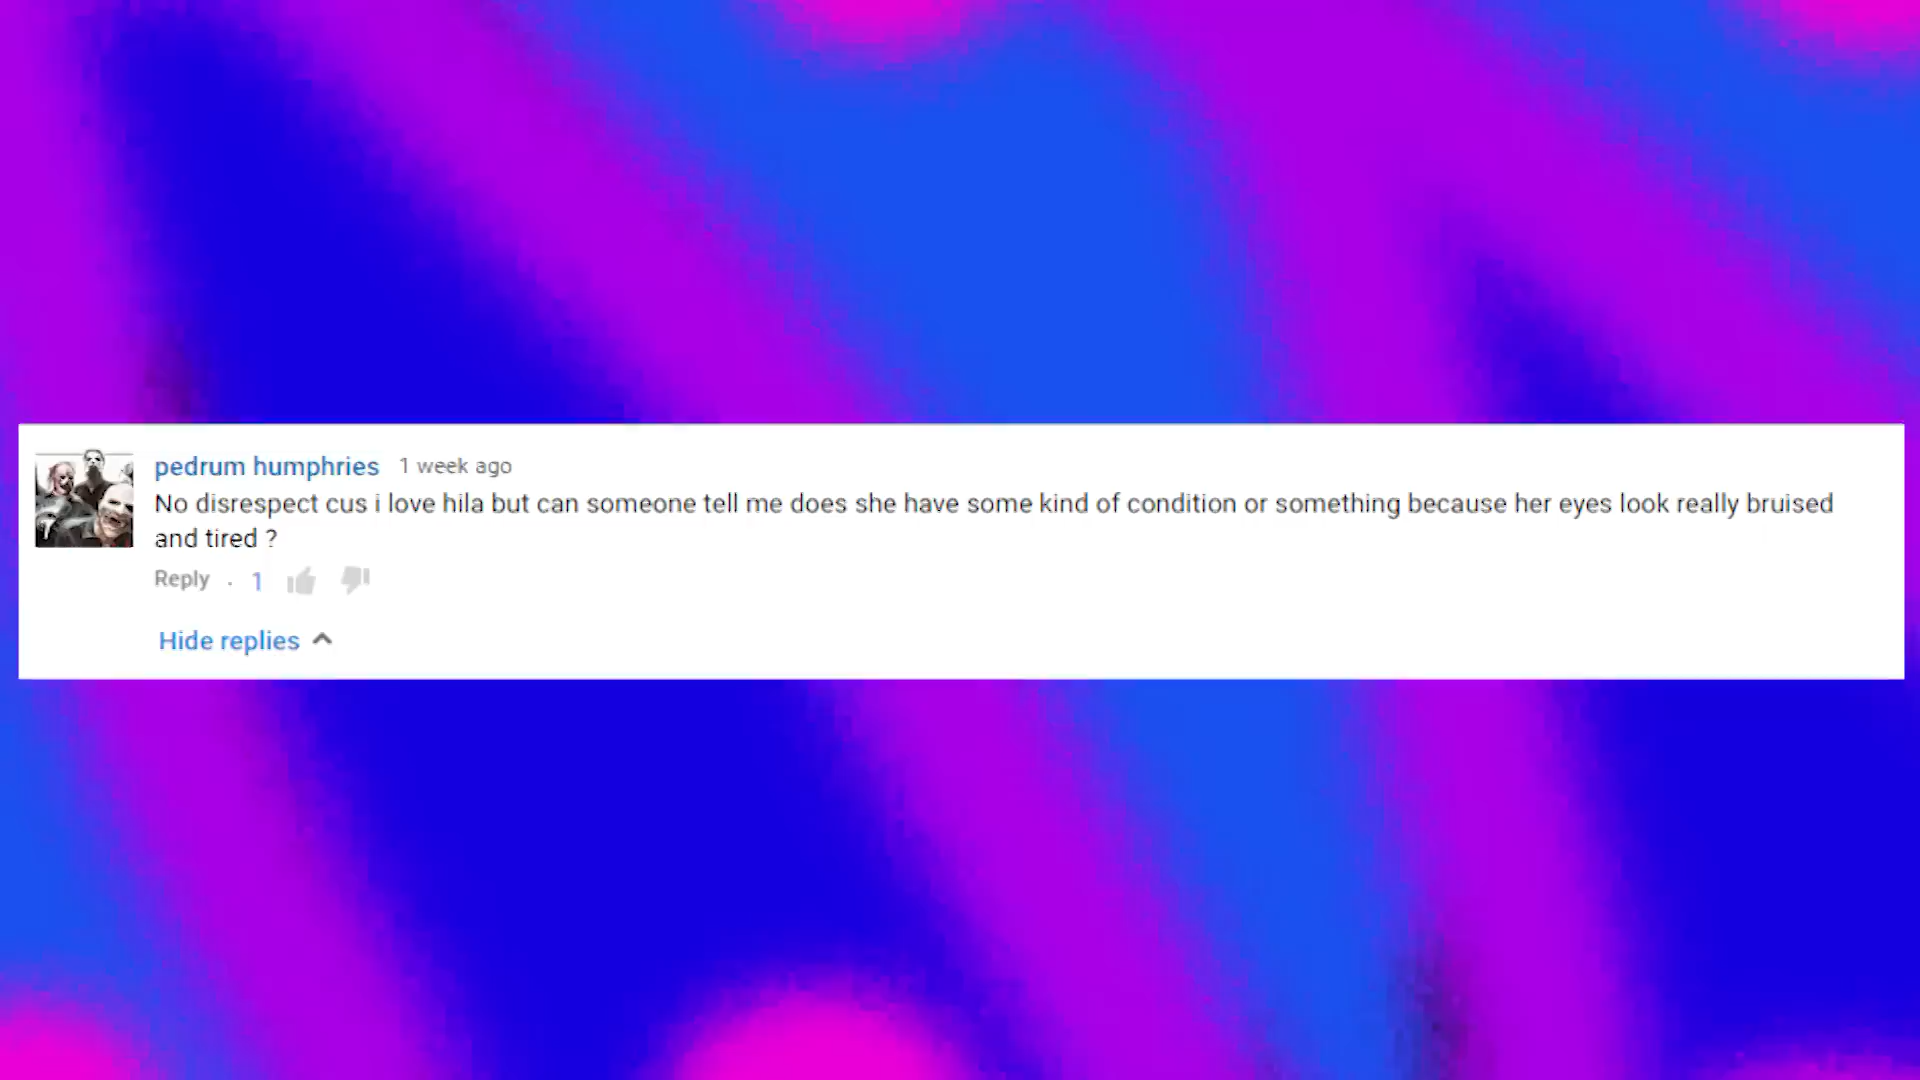 pedrum humphries 1 week ago
No disrespect cus i love hila but can someone tell me does she have some kind of condition or something because her eyes look really bruised
and tired ?
Reply . 1
Hide replies